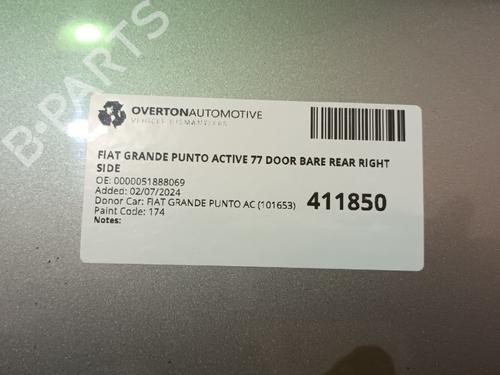 B-PARTS
OVERTONAUTOMOTIVE
VEHICLE DISMANTLERS
FIAT GRANDE PUNTO ACTIVE 77 DOOR BARE REAR RIGHT
SIDE
OE: 0000051888069
Added: 02/07/2024
Donor Car: FIAT GRANDE PUNTO AC (101653)
Paint Code: 174
Notes:
411850